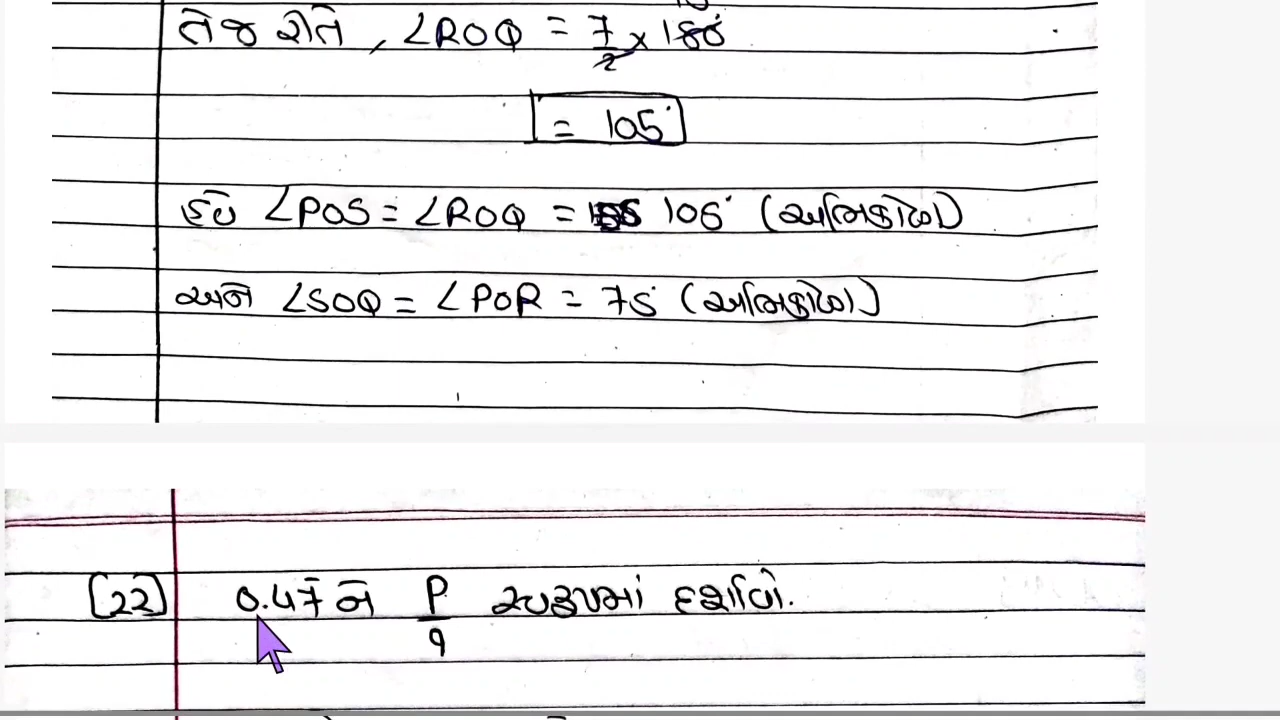 તેજ રીતે, ∠ROQ = 7/2 × 180°
= 105°
હવે ∠POS = ∠ROQ = 105° (અભિકોણ)
અને ∠SOQ = ∠POR = 75° (અભિકોણ)
[22] 0.47 ને P/q સ્વરૂપમાં દર્શાવો.